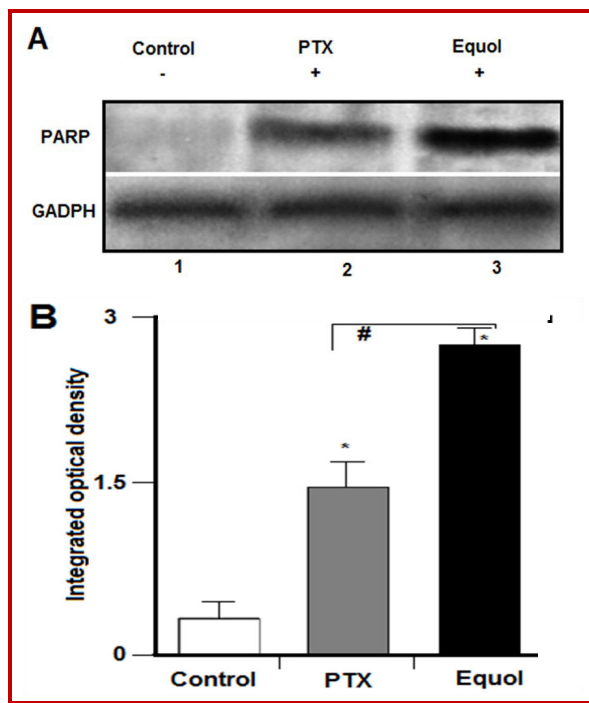 A
Control PTX Equol
- + +
PARP
GADPH
1 2 3
B
3
#
*
*
1.5
Integrated optical density
0
Control PTX Equol